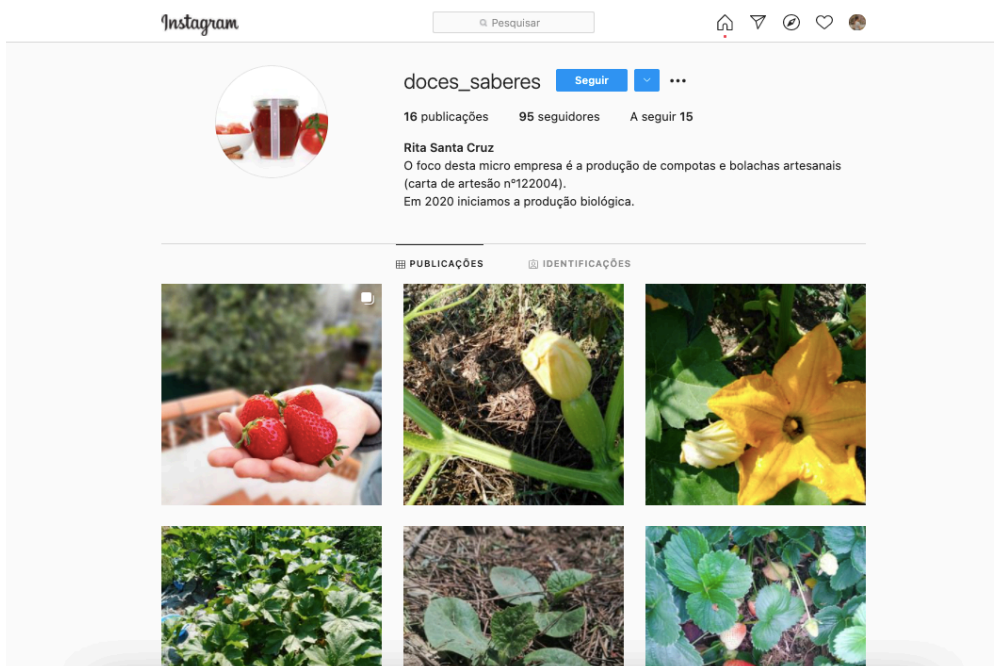 Instagram
Pesquisar
doces_saberes
Seguir
16 publicações 95 seguidores A seguir 15
Rita Santa Cruz
O foco desta micro empresa é a produção de compotas e bolachas artesanais
(carta de artesão nº122004).
Em 2020 iniciamos a produção biológica.
PUBLICAÇÕES IDENTIFICAÇÕES